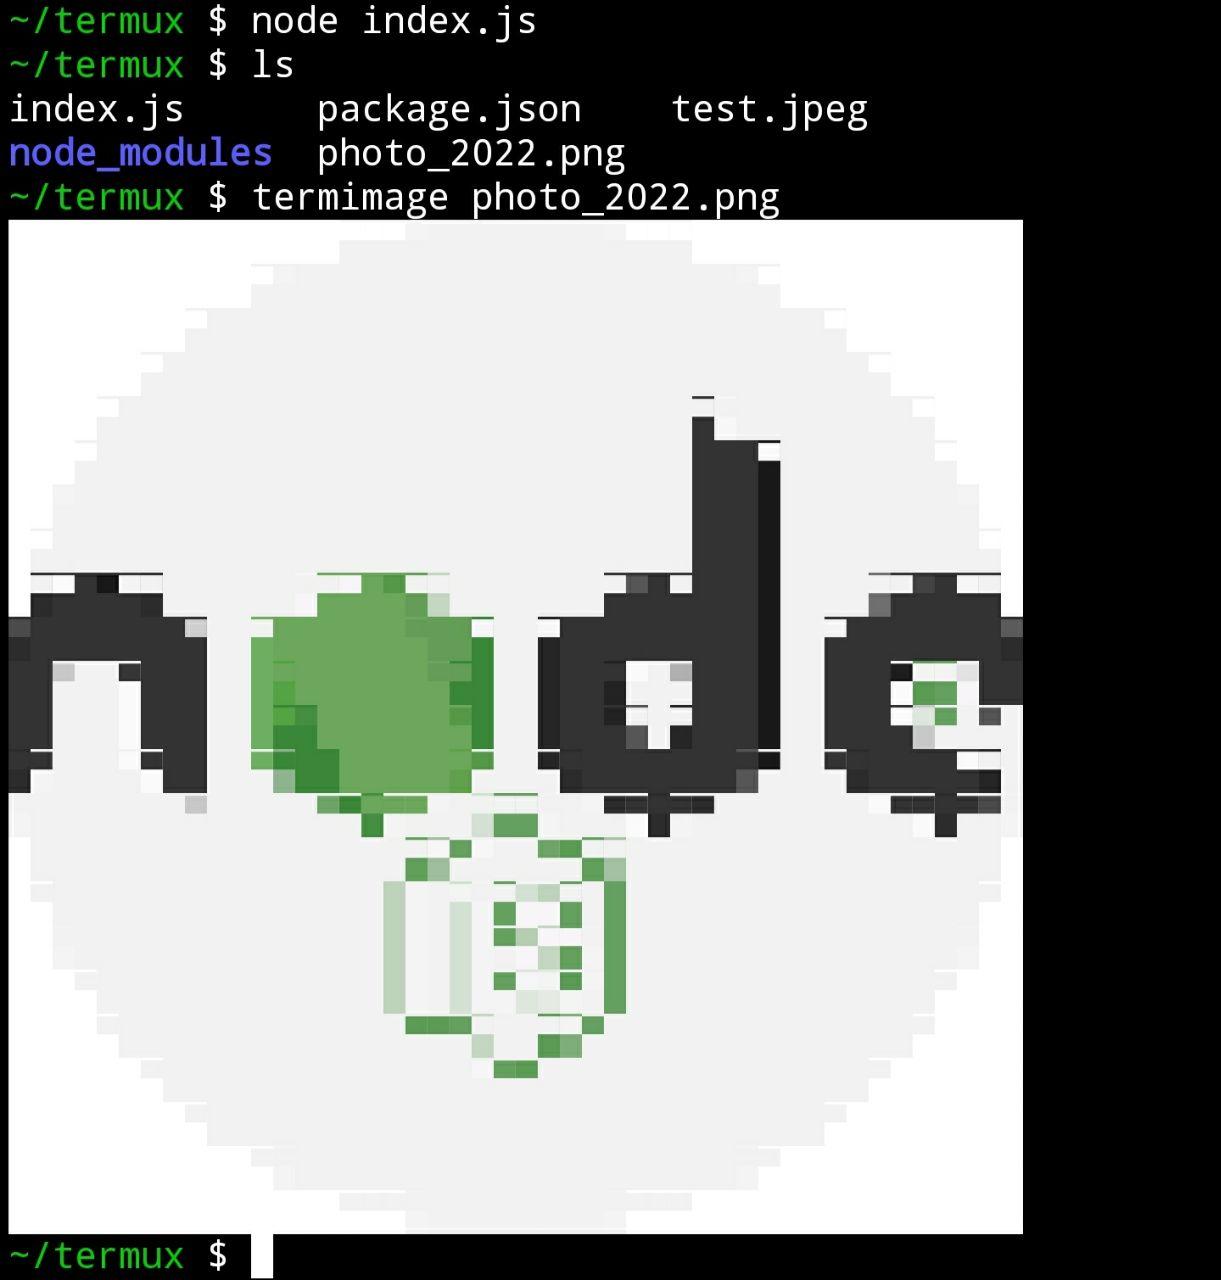 ~/termux $ node index.js
~/termux $ ls
index.js package.json test.jpeg
node_modules photo_2022.png
~/termux $ termimage photo_2022.png
node
JS
~/termux $